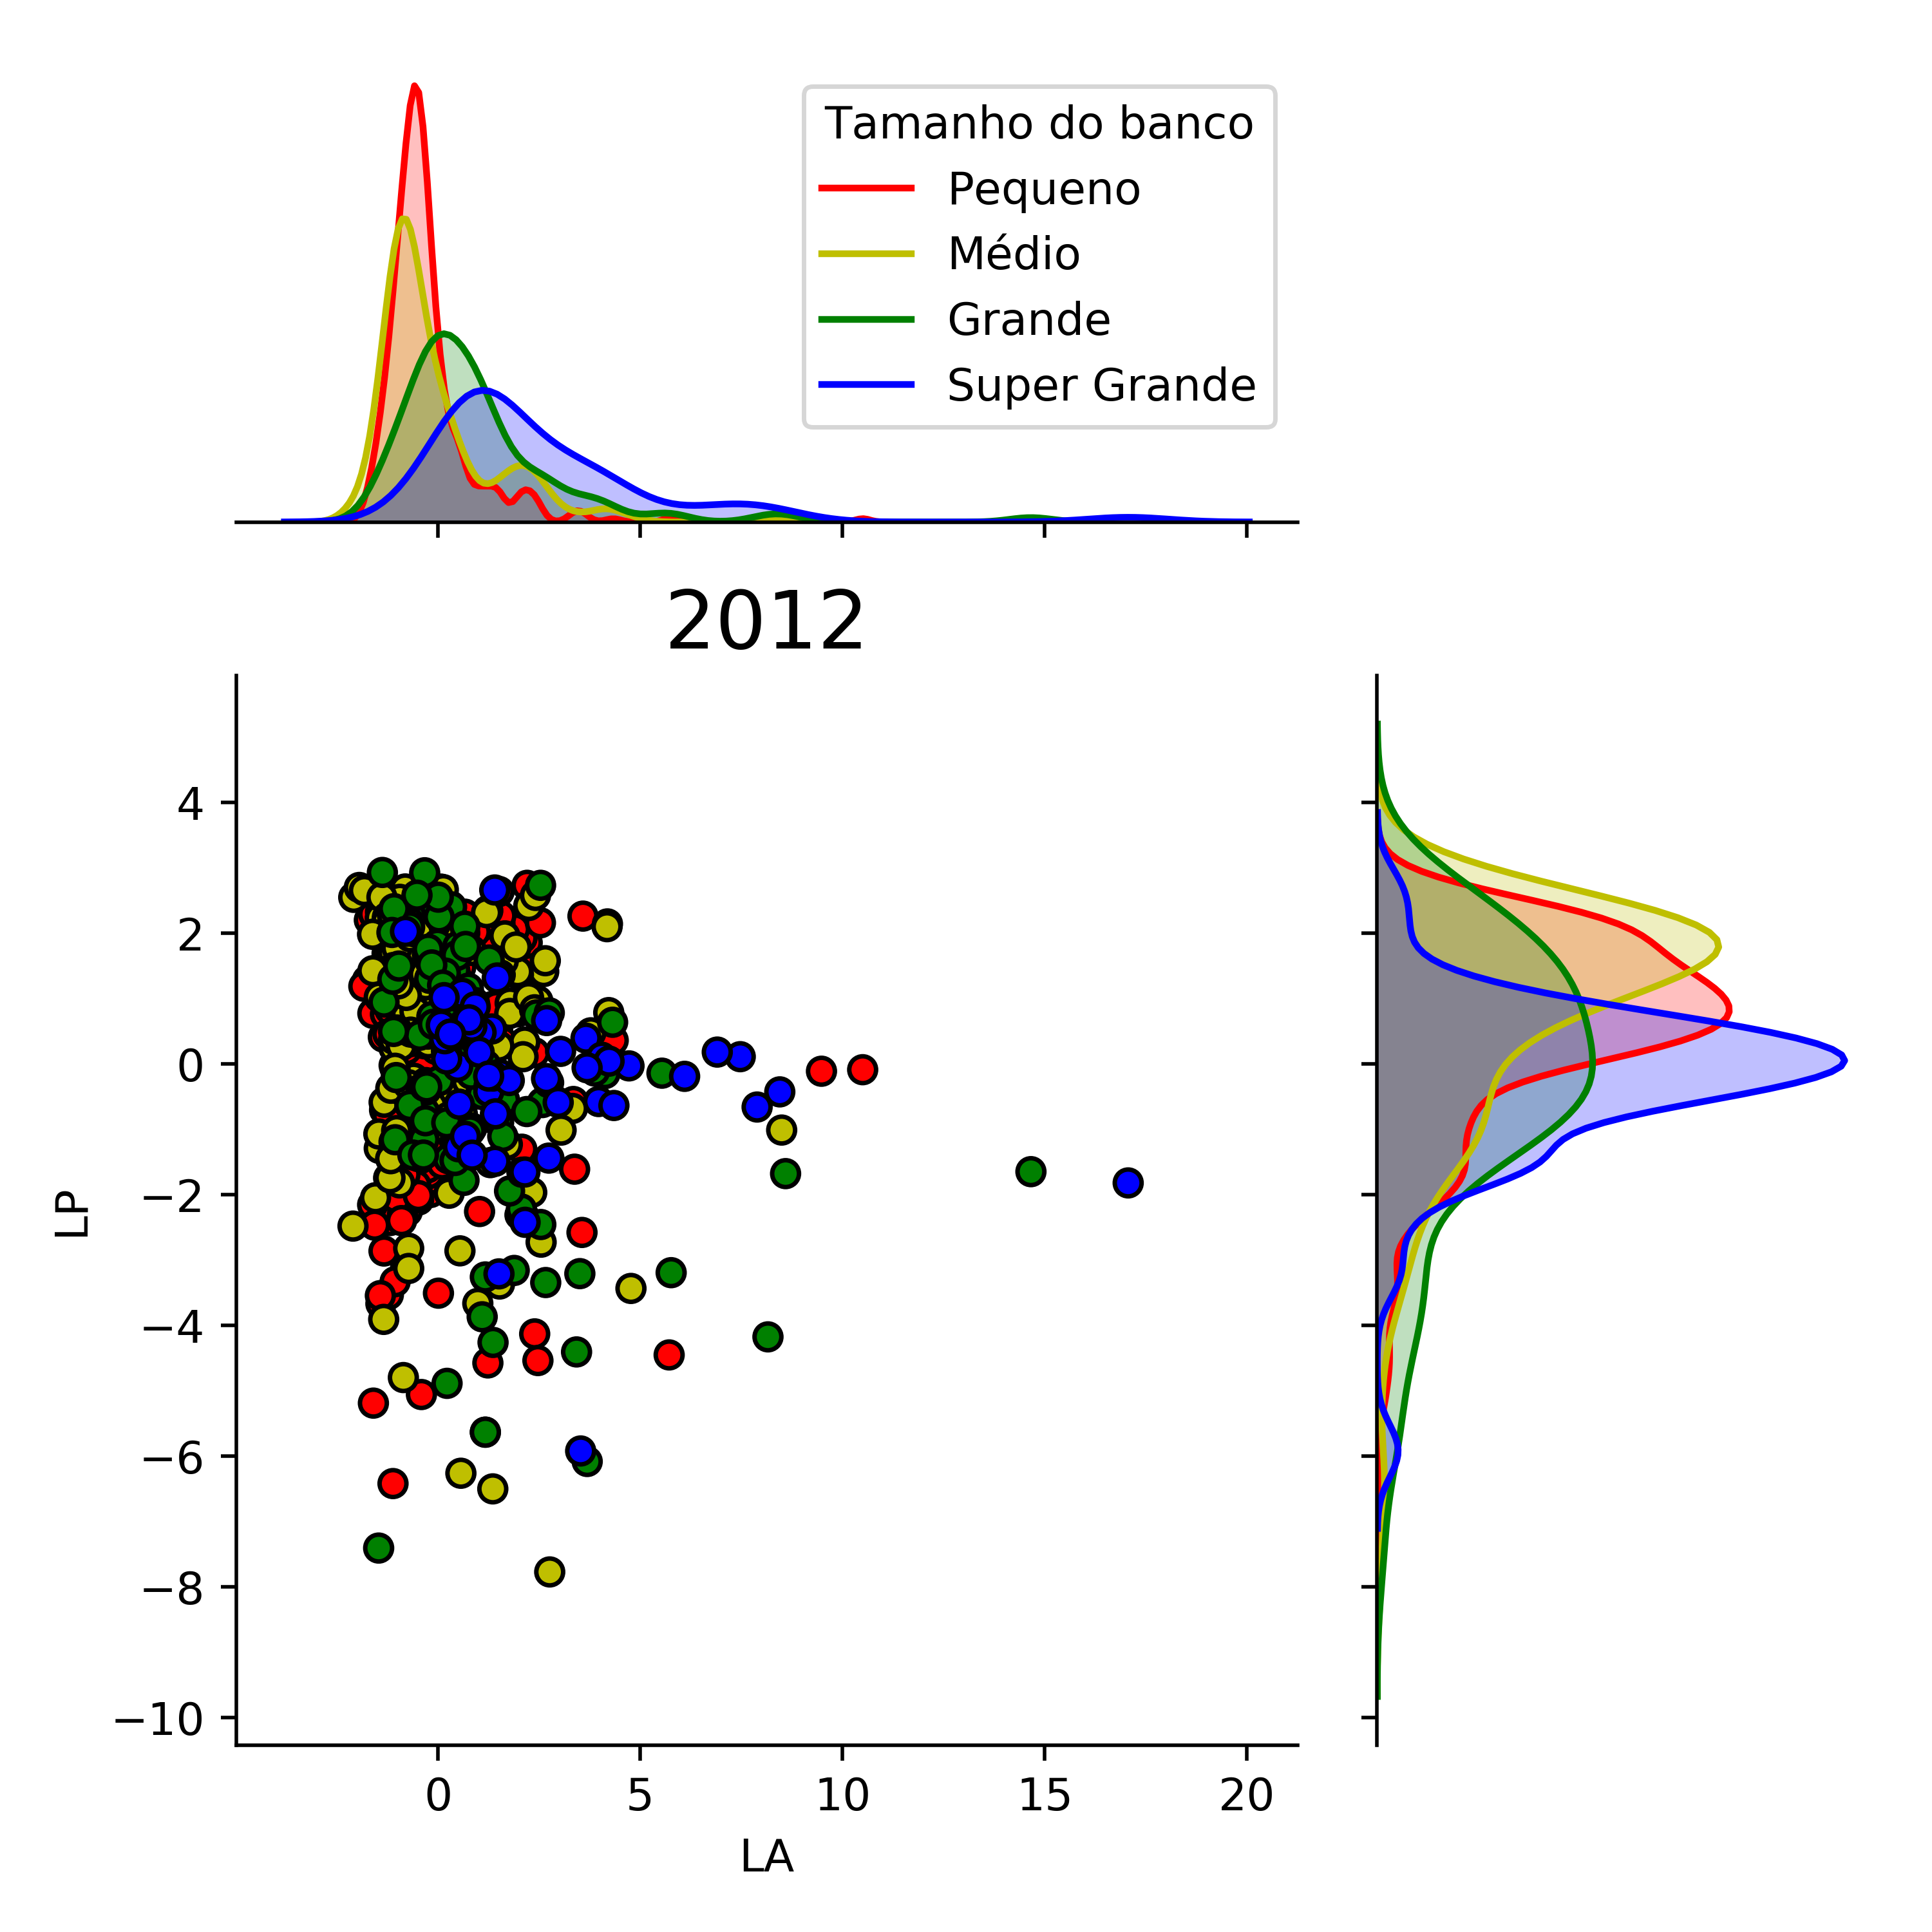 Tamanho do banco
Pequeno
Médio
Grande
Super Grande
2012
4
2
0
−2
−4
−6
−8
−10
LP
0 5 10 15 20
LA